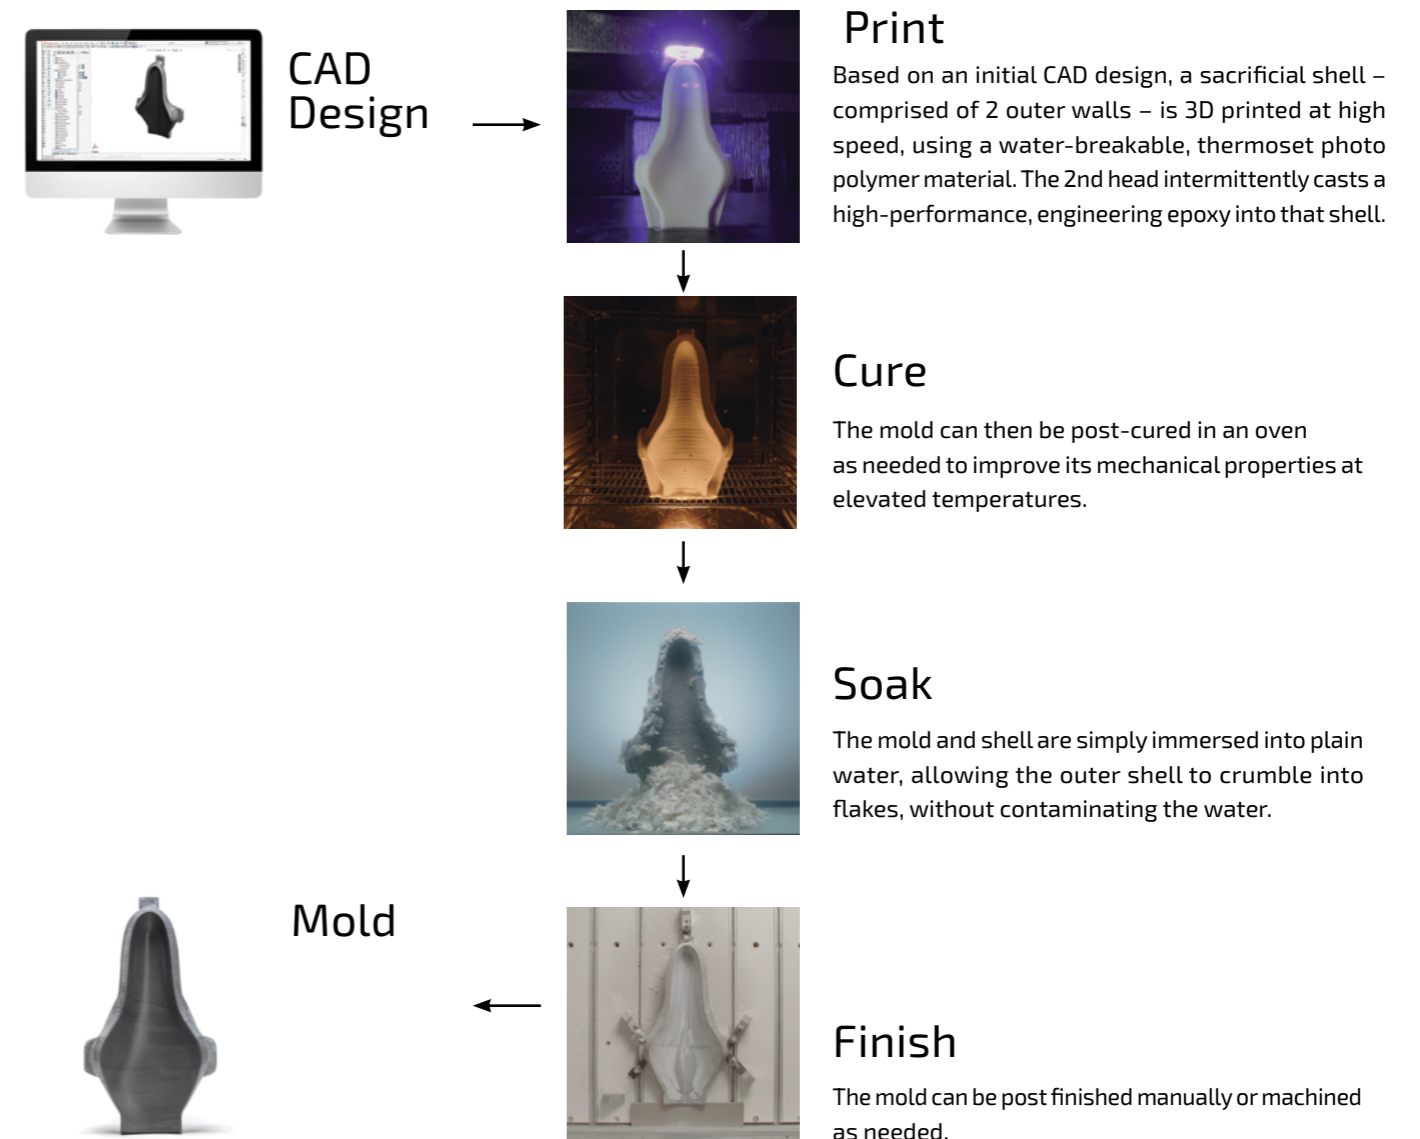 CAD
Design
Print
Based on an initial CAD design, a sacrificial shell –
comprised of 2 outer walls – is 3D printed at high
speed, using a water-breakable, thermoset photo
polymer material. The 2nd head intermittently casts a
high-performance, engineering epoxy into that shell.
Cure
The mold can then be post-cured in an oven
as needed to improve its mechanical properties at
elevated temperatures.
Soak
The mold and shell are simply immersed into plain
water, allowing the outer shell to crumble into
flakes, without contaminating the water.
Finish
The mold can be post finished manually or machined
as needed.
Mold